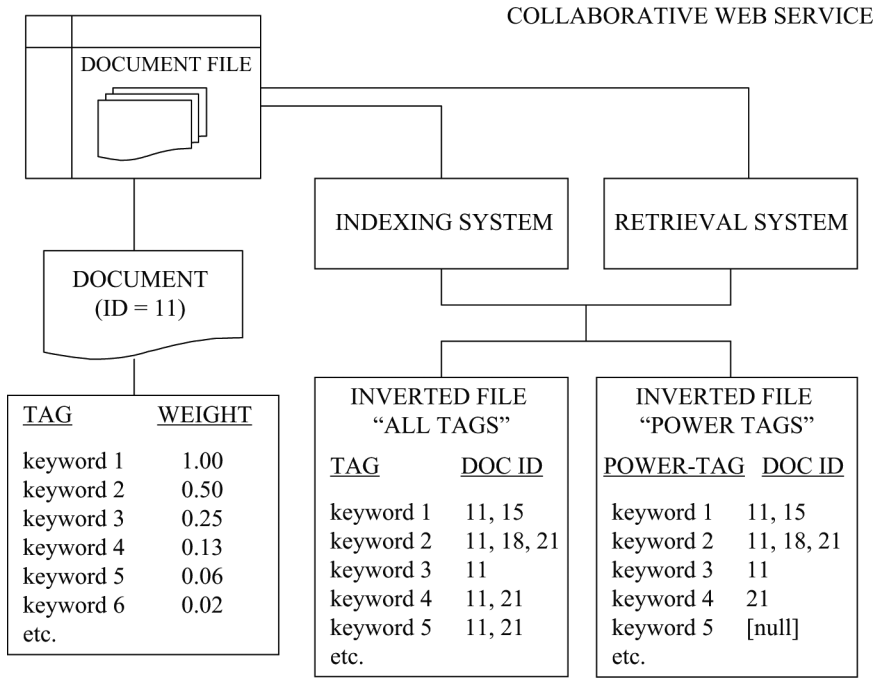 COLLABORATIVE WEB SERVICE
DOCUMENT FILE
INDEXING SYSTEM
RETRIEVAL SYSTEM
DOCUMENT
(ID = 11)
TAG WEIGHT
keyword 1 1.00
keyword 2 0.50
keyword 3 0.25
keyword 4 0.13
keyword 5 0.06
keyword 6 0.02
etc.
INVERTED FILE
“ALL TAGS”
TAG DOC ID
keyword 1 11, 15
keyword 2 11, 18, 21
keyword 3 11
keyword 4 11, 21
keyword 5 11, 21
etc.
INVERTED FILE
“POWER TAGS”
POWER-TAG DOC ID
keyword 1 11, 15
keyword 2 11, 18, 21
keyword 3 11
keyword 4 21
keyword 5 [null]
etc.